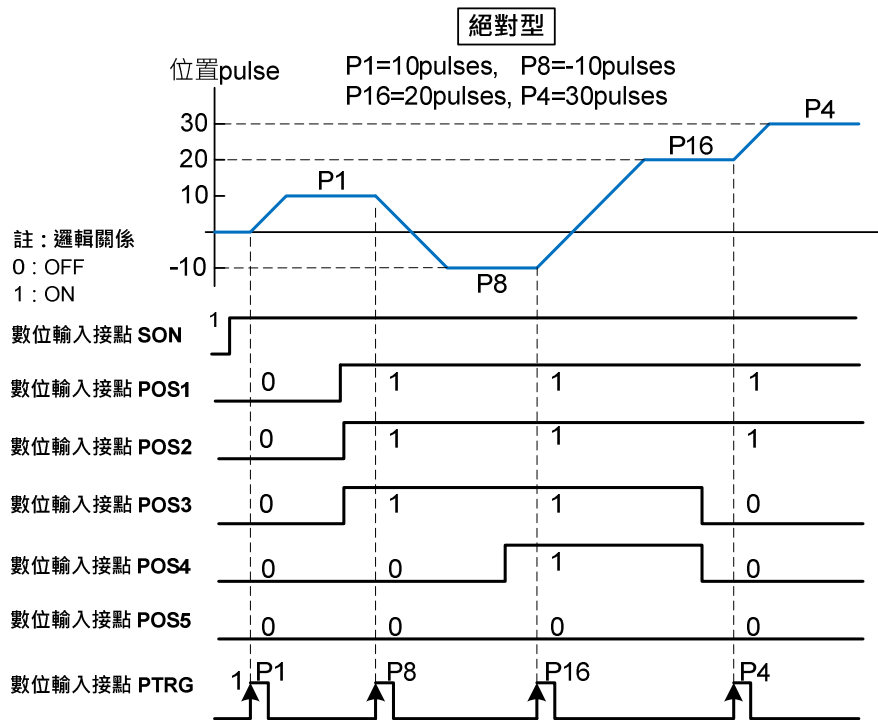 絕對型
位置pulse
P1=10pulses, P8=-10pulses
P16=20pulses, P4=30pulses
30
20
10
-10
P1
P8
P16
P4
註：邏輯關係
0：OFF
1：ON
數位輸入接點 SON
1
數位輸入接點 POS1
0 1 1 1
數位輸入接點 POS2
0 1 1 1
數位輸入接點 POS3
0 1 1 0
數位輸入接點 POS4
0 0 1 0
數位輸入接點 POS5
0 0 0 0
數位輸入接點 PTRG
1 P1 P8 P16 P4